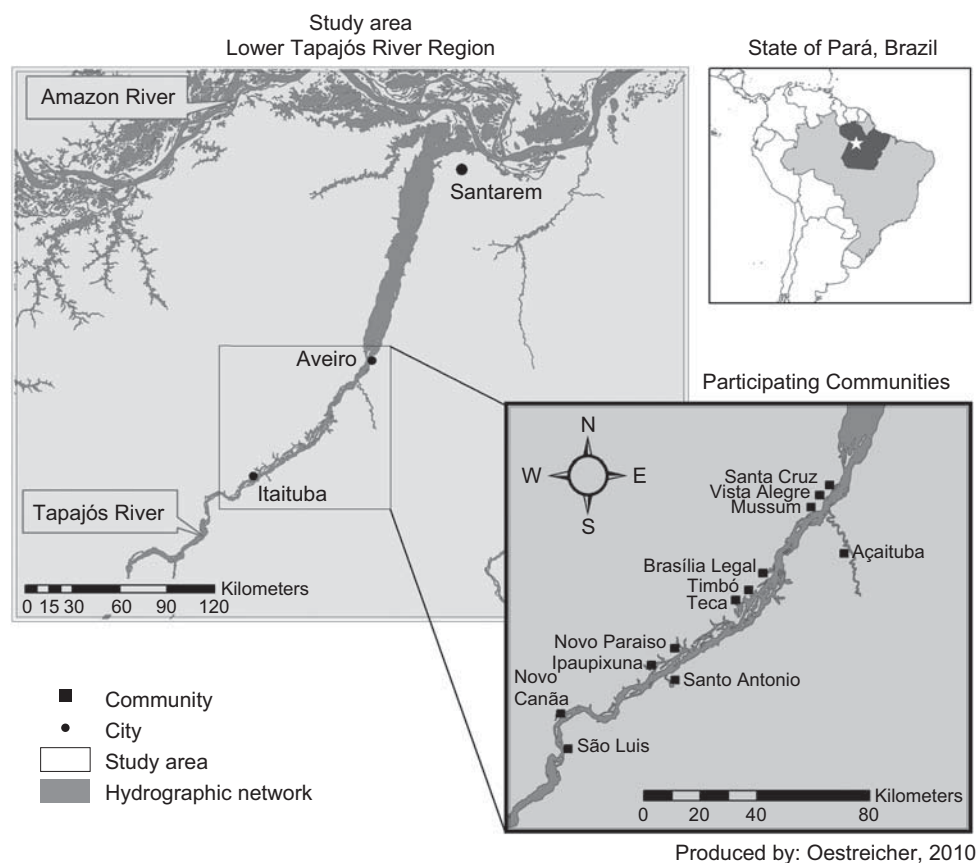 Study area
Lower Tapajós River Region
State of Pará, Brazil
Amazon River
Santarem
Aveiro
Itaituba
Tapajós River
Kilometers
0 15 30 60 90 120
Participating Communities
N
W E
S
Santa Cruz
Vista Alegre
Mussum
Açaituba
Brasília Legal
Timbó
Teca
Novo Paraiso
Ipaupixuna
Santo Antonio
Novo
Canãa
São Luis
Kilometers
0 20 40 80
Community
City
Study area
Hydrographic network
Produced by: Oestreicher, 2010